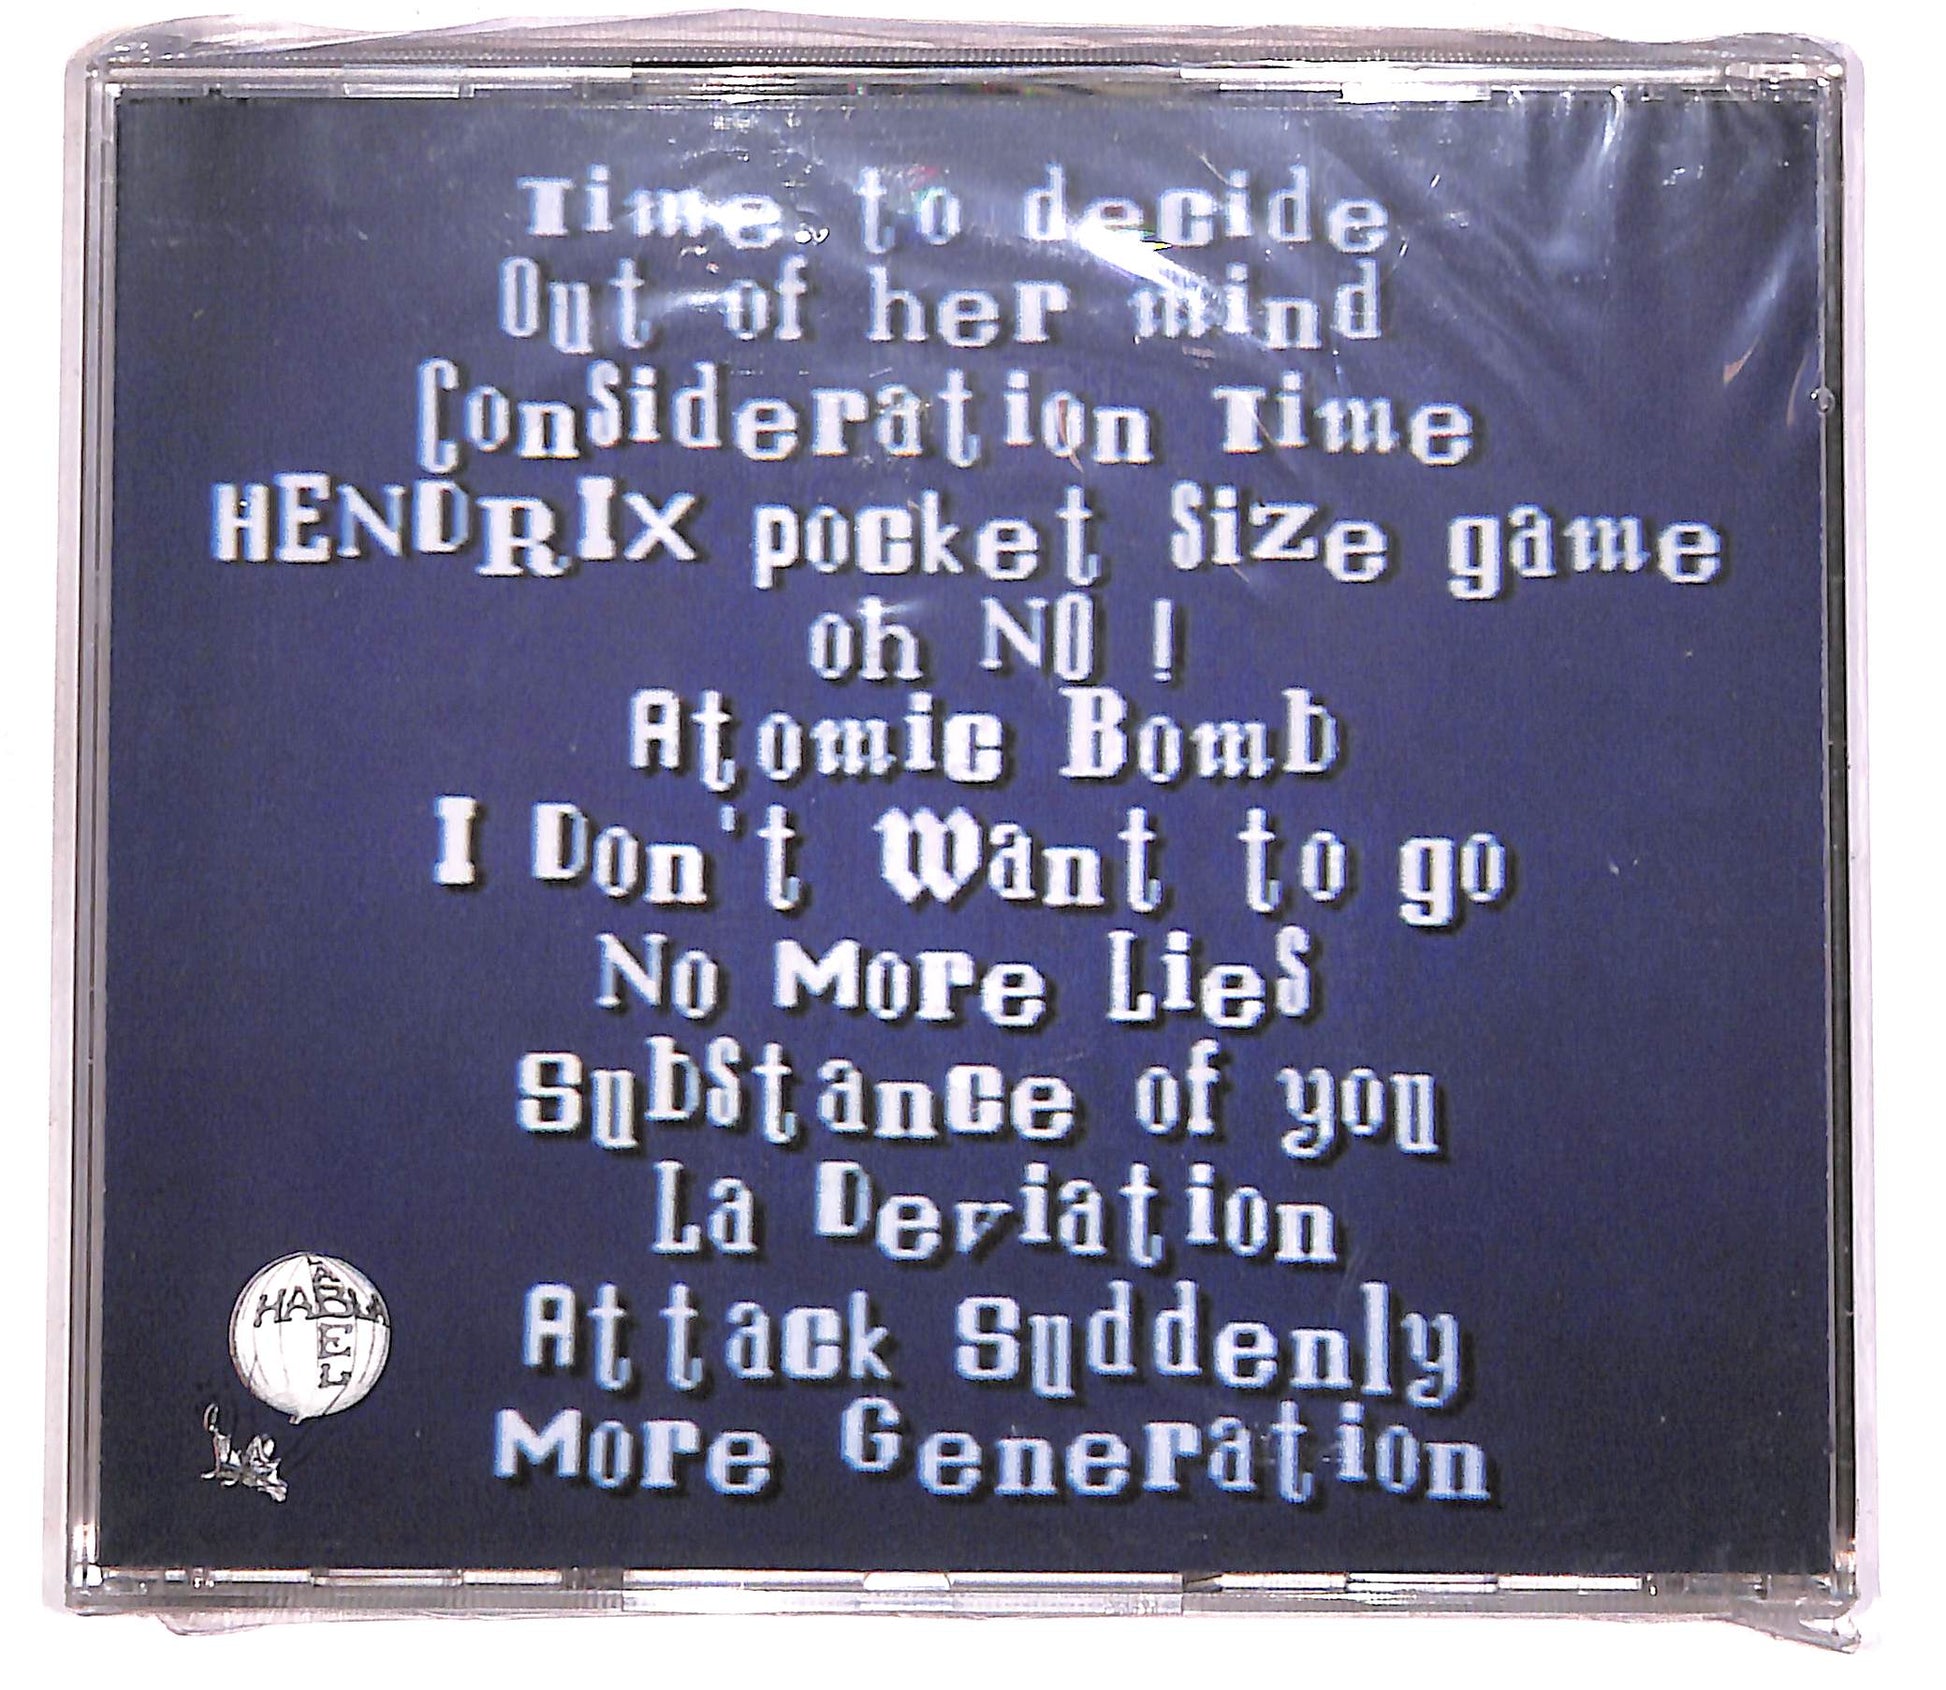 Time to decide
Out of her mind
Consideration Time
HENDRIX pocket size game
oh NO !
Atomic Bomb
I Don't Want to go
No More Lies
Substance of you
La Deviation
Attack Suddenly
More Generation